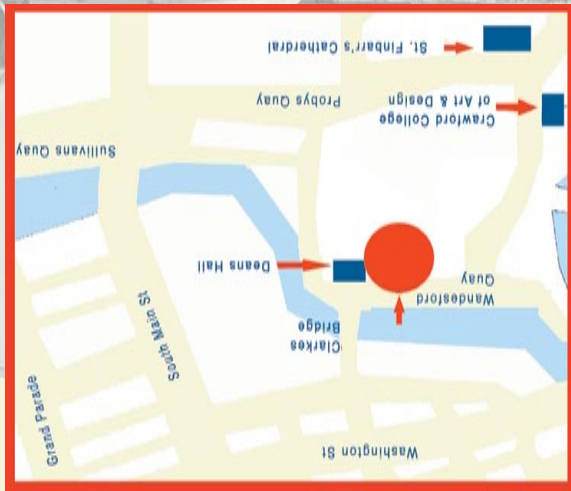 Washington St
Grand Parade
South Main St
Clarkes
Bridge
Wandesford
Quay
Deans Hall
Sullivans Quay
Crawford College
of Art & Design
Probys Quay
St. Finbarr's Catherdral